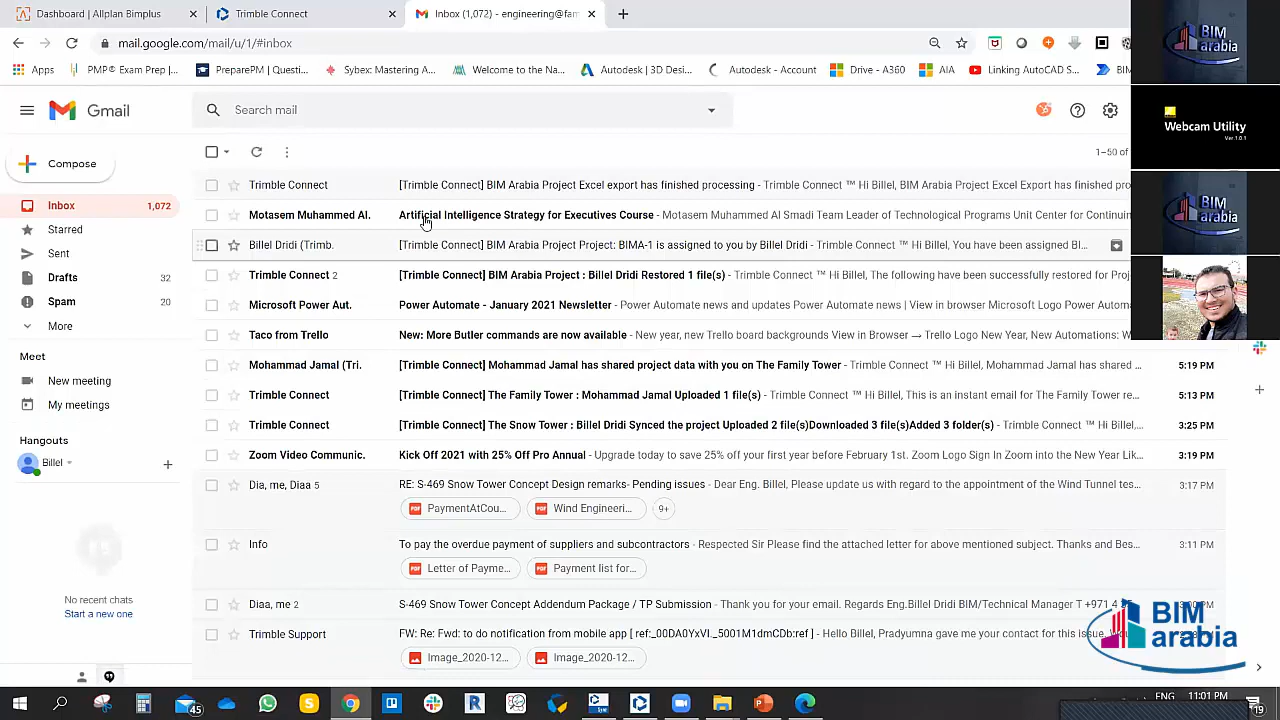 Dashboard | Allplan Bimplus
Trimble Connect
Inbox (1,072) - engineering@fam
mail.google.com/mail/u/1/#inbox
Apps
PMP® Exam Prep |...
PreparePM | Questi...
Sybex: Mastering A...
Welcome to the Na...
Autodesk | 3D Desi...
Autodesk - Account
Drive - A360
AIA
Linking AutoCAD S...
Gmail
Search mail
Compose
1–50 of
Inbox 1,072
Starred
Sent
Drafts 32
Spam 20
More
Meet
New meeting
My meetings
Hangouts
Billel
No recent chats
Start a new one
Trimble Connect [Trimble Connect] BIM Arabia Project Excel export has finished processing - Trimble Connect ™ Hi Billel, BIM Arabia Project Excel Export has finished pro
Motasem Muhammed Al. Artificial Intelligence Strategy for Executives Course - Motasem Muhammed Al Smadi Team Leader of Technological Programs Unit Center for Continuin
Billel Dridi (Trimb. [Trimble Connect] BIM Arabia Project Project: BIMA-1 is assigned to you by Billel Dridi - Trimble Connect ™ Hi Billel, You have been assigned BI...
Trimble Connect 2 [Trimble Connect] BIM Arabia Project : Billel Dridi Restored 1 file(s) - Trimble Connect ™ Hi Billel, The following have been successfully restored for Proj
Microsoft Power Aut. Power Automate - January 2021 Newsletter - Power Automate news and updates Power Automate news | View in browser Microsoft Logo Power Automa
Taco from Trello New: More Butler commands are now available - New year, new Trello board backgrounds View in Browser → Trello Logo New Year, New Automations: W
Mohammad Jamal (Tri. [Trimble Connect] Mohammad Jamal has shared project data with you on The Family Tower - Trimble Connect ™ Hi Billel, Mohammad Jamal has shared ... 5:19 PM
Trimble Connect [Trimble Connect] The Family Tower : Mohammad Jamal Uploaded 1 file(s) - Trimble Connect ™ Hi Billel, This is an instant email for The Family Tower re... 5:13 PM
Trimble Connect [Trimble Connect] The Snow Tower : Billel Dridi Synced the project Uploaded 2 file(s)Downloaded 3 file(s)Added 3 folder(s) - Trimble Connect ™ Hi Billel,... 3:25 PM
Zoom Video Communic. Kick Off 2021 with 25% Off Pro Annual - Upgrade today to save 25% off your first year before February 1st. Zoom Logo Sign In Zoom into the New Year Lik... 3:19 PM
Dia, me, Diaa 5 RE: S-469 Snow Tower Concept Design remarks- Pending issues - Dear Eng. Billel, Please update us with regard to the appointment of the Wind Tunnel tes... 3:17 PM
PaymentAtCou... Wind Engineeri... 9+
Info To pay the overdue payment of suppliers and subcontractors - Respected Sir Please find the attached letter for above mentioned subject. Thanks and Bes... 3:11 PM
Letter of Payme... Payment list for...
Diaa, me 2 S-469 Snow Tower Concept Addendum Package / TP Submission - Thank you for your email. Regards Eng.Billel Dridi BIM/Technical Manager T +971 4
Trimble Support FW: Re: Fwd: to do notification from mobile app [ ref:_00DA0YxVI._5001M1dmCDb:ref ] - Hello Billel, Pradyumna gave me your contact for this issue.
Image_2020-12... Image_2020-12...
BIM
arabia
Webcam Utility
Ver.1.0.1
BIM
arabia
BIM
arabia
45
ENG
11:01 PM
19